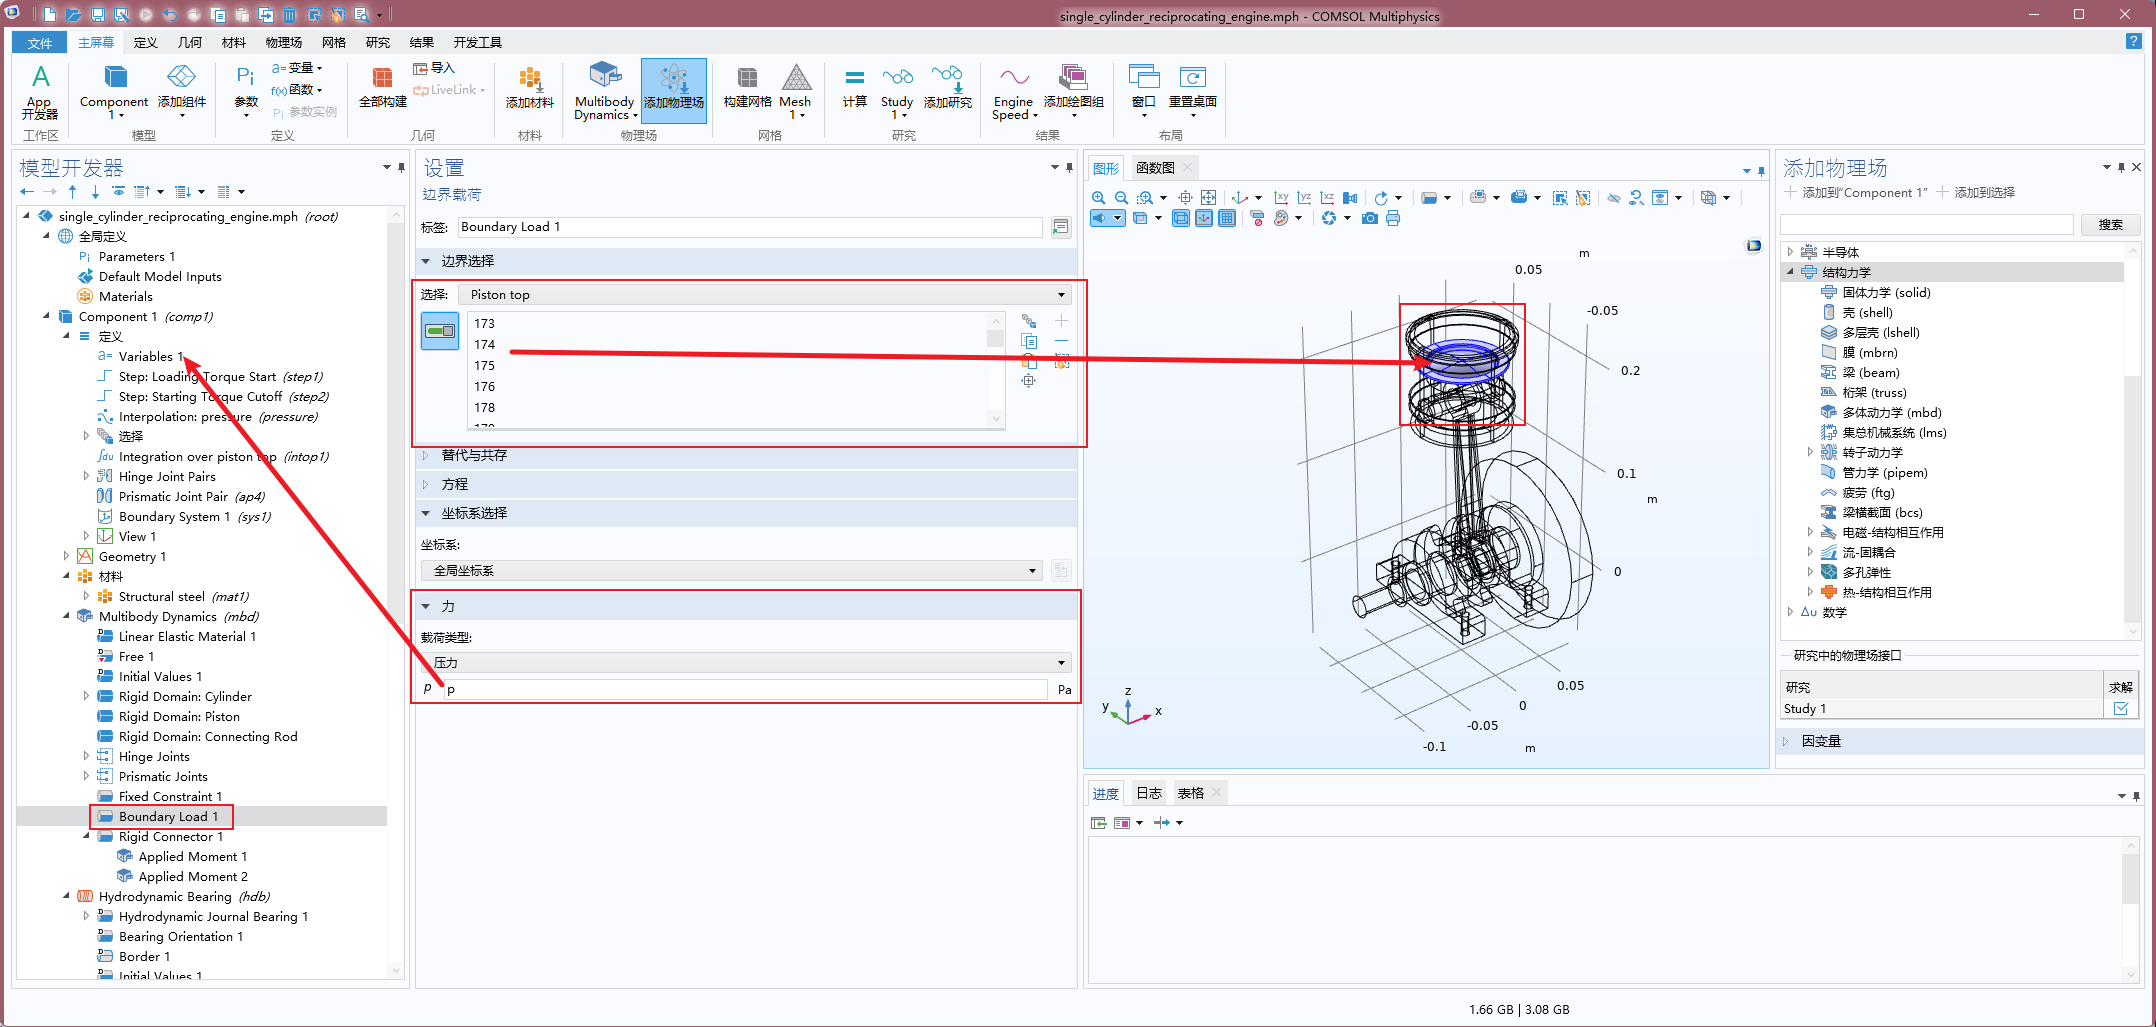 single_cylinder_reciprocating_engine.mph - COMSOL Multiphysics
文件 主屏幕 定义 几何 材料 物理场 网格 研究 结果 开发工具
App 开发器
工作区
Component 1
添加组件
模型
Pi 参数
a= 变量
f(x) 函数
Pi 参数实例
定义
全部构建
导入
LiveLink
几何
添加材料
材料
Multibody Dynamics
添加物理场
物理场
构建网格
Mesh 1
网格
计算
Study 1
添加研究
研究
Engine Speed
添加绘图组
结果
窗口
重置桌面
布局
模型开发器
single_cylinder_reciprocating_engine.mph (root)
全局定义
Pi Parameters 1
Default Model Inputs
Materials
Component 1 (comp1)
定义
a= Variables 1
Step: Loading Torque Start (step1)
Step: Starting Torque Cutoff (step2)
Interpolation: pressure (pressure)
选择
∫du Integration over piston top (intop1)
Hinge Joint Pairs
Prismatic Joint Pair (ap4)
Boundary System 1 (sys1)
View 1
Geometry 1
材料
Structural steel (mat1)
Multibody Dynamics (mbd)
Linear Elastic Material 1
Free 1
Initial Values 1
Rigid Domain: Cylinder
Rigid Domain: Piston
Rigid Domain: Connecting Rod
Hinge Joints
Prismatic Joints
Fixed Constraint 1
Boundary Load 1
Rigid Connector 1
Applied Moment 1
Applied Moment 2
Hydrodynamic Bearing (hdb)
Hydrodynamic Journal Bearing 1
Bearing Orientation 1
Border 1
Initial Values 1
设置
边界载荷
标签: Boundary Load 1
边界选择
选择: Piston top
173
174
175
176
178
179
替代与共存
方程
坐标系选择
坐标系:
全局坐标系
力
载荷类型:
压力
p p Pa
图形 函数图
xy yz xz
m
0.05
-0.05
0.2
0.1
m
0
0.05
0
-0.05
-0.1
m
z
y
x
进度 日志 表格
添加物理场
添加到“Component 1” 添加到选择
搜索
半导体
结构力学
固体力学 (solid)
壳 (shell)
多层壳 (lshell)
膜 (mbrn)
梁 (beam)
桁架 (truss)
多体动力学 (mbd)
集总机械系统 (lms)
转子动力学
管力学 (pipem)
疲劳 (ftg)
梁横截面 (bcs)
电磁-结构相互作用
流-固耦合
多孔弹性
热-结构相互作用
Δu 数学
研究中的物理场接口
研究 求解
Study 1
因变量
1.66 GB | 3.08 GB